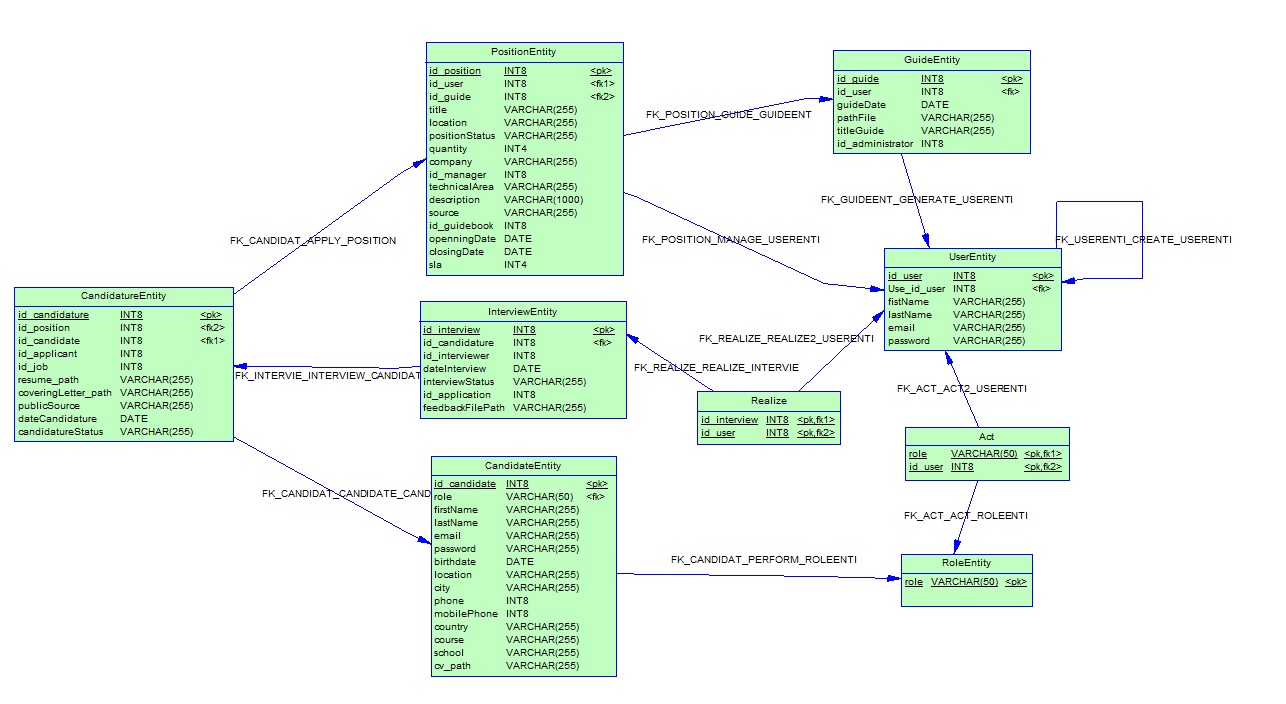 PositionEntity
id_position INT8 <pk>
id_user INT8 <fk1>
id_guide INT8 <fk2>
title VARCHAR(255)
location VARCHAR(255)
positionStatus VARCHAR(255)
quantity INT4
company VARCHAR(255)
id_manager INT8
technicalArea VARCHAR(255)
description VARCHAR(1000)
source VARCHAR(255)
id_guidebook INT8
openningDate DATE
closingDate DATE
sla INT4
GuideEntity
id_guide INT8 <pk>
id_user INT8 <fk>
guideDate DATE
pathFile VARCHAR(255)
titleGuide VARCHAR(255)
id_administrator INT8
FK_POSITION_GUIDE_GUIDEENT
FK_GUIDEENT_GENERATE_USERENTI
FK_CANDIDAT_APPLY_POSITION
FK_POSITION_MANAGE_USERENTI
FK_USERENTI_CREATE_USERENTI
UserEntity
id_user INT8 <pk>
Use_id_user INT8 <fk>
fistName VARCHAR(255)
lastName VARCHAR(255)
email VARCHAR(255)
password VARCHAR(255)
CandidatureEntity
id_candidature INT8 <pk>
id_position INT8 <fk2>
id_candidate INT8 <fk1>
id_applicant INT8
id_job INT8
resume_path VARCHAR(255)
coveringLetter_path VARCHAR(255)
publicSource VARCHAR(255)
dateCandidature DATE
candidatureStatus VARCHAR(255)
InterviewEntity
id_interview INT8 <pk>
id_candidature INT8 <fk>
id_interviewer INT8
dateInterview DATE
interviewStatus VARCHAR(255)
id_application INT8
feedbackFilePath VARCHAR(255)
FK_REALIZE_REALIZE2_USERENTI
FK_REALIZE_REALIZE_INTERVIE
FK_INTERVIE_INTERVIEW_CANDIDAT
FK_ACT_ACT2_USERENTI
Realize
id_interview INT8 <pk,fk1>
id_user INT8 <pk,fk2>
Act
role VARCHAR(50) <pk,fk1>
id_user INT8 <pk,fk2>
FK_CANDIDAT_CANDIDATE_CAND
CandidateEntity
id_candidate INT8 <pk>
role VARCHAR(50) <fk>
firstName VARCHAR(255)
lastName VARCHAR(255)
email VARCHAR(255)
password VARCHAR(255)
birthdate DATE
location VARCHAR(255)
city VARCHAR(255)
phone INT8
mobilePhone INT8
country VARCHAR(255)
course VARCHAR(255)
school VARCHAR(255)
cv_path VARCHAR(255)
FK_ACT_ACT_ROLEENTI
FK_CANDIDAT_PERFORM_ROLEENTI
RoleEntity
role VARCHAR(50) <pk>